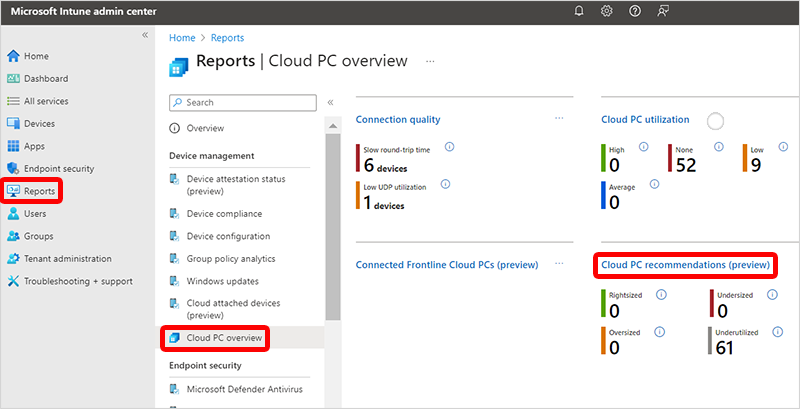 Microsoft Intune admin center
Home
Dashboard
All services
Devices
Apps
Endpoint security
Reports
Users
Groups
Tenant administration
Troubleshooting + support
Home > Reports
Reports | Cloud PC overview ...
Search
Overview
Device management
Device attestation status
(preview)
Device compliance
Device configuration
Group policy analytics
Windows updates
Cloud attached devices
(preview)
Cloud PC overview
Endpoint security
Microsoft Defender Antivirus
Connection quality ...
Slow round-trip time
6 devices
Low UDP utilization
1 devices
Cloud PC utilization
High
0
None
52
Low
9
Average
0
Connected Frontline Cloud PCs (preview) ...
Cloud PC recommendations (preview)
Rightsized
0
Undersized
0
Oversized
0
Underutilized
61